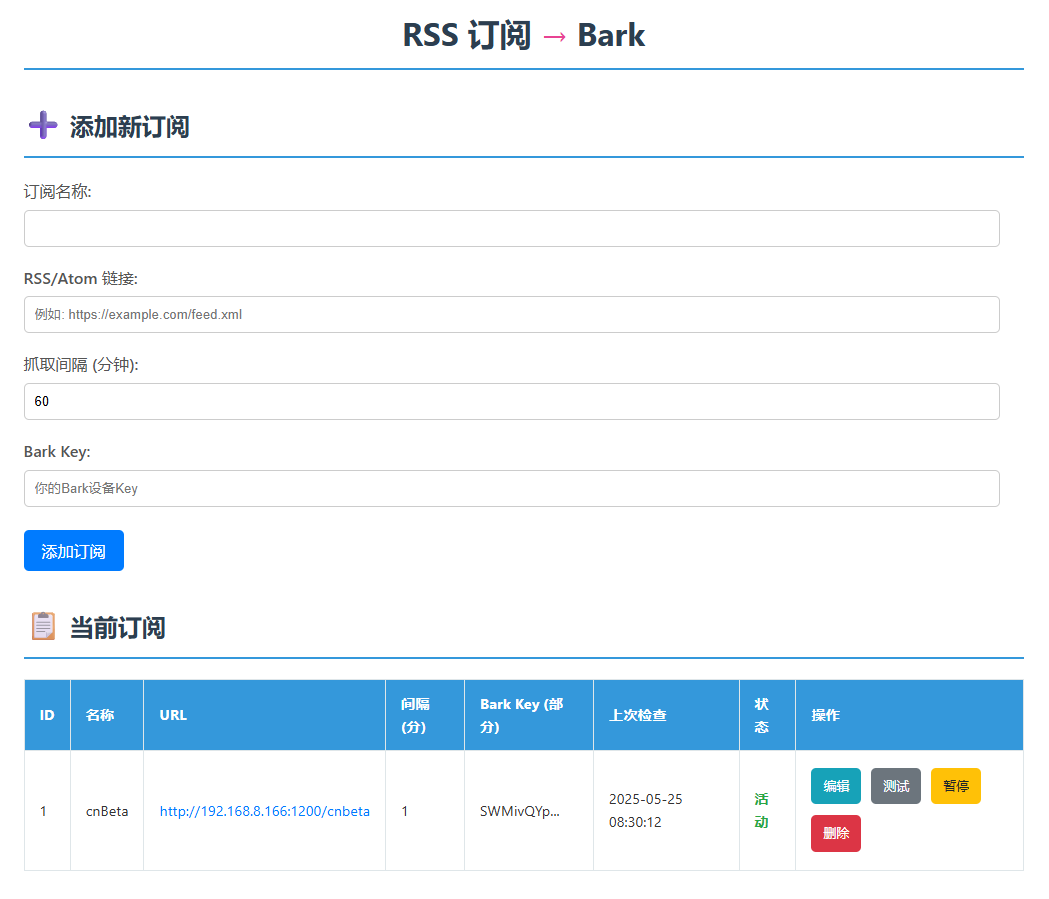 RSS 订阅 → Bark
添加新订阅
订阅名称:
RSS/Atom 链接:
例如: https://example.com/feed.xml
抓取间隔 (分钟):
60
Bark Key:
你的Bark设备Key
添加订阅
当前订阅
ID 名称 URL 间隔 (分) Bark Key (部分) 上次检查 状态 操作
1 cnBeta http://192.168.8.166:1200/cnbeta 1 SWMivQYp... 2025-05-25 08:30:12 活动 编辑 测试 暂停
删除